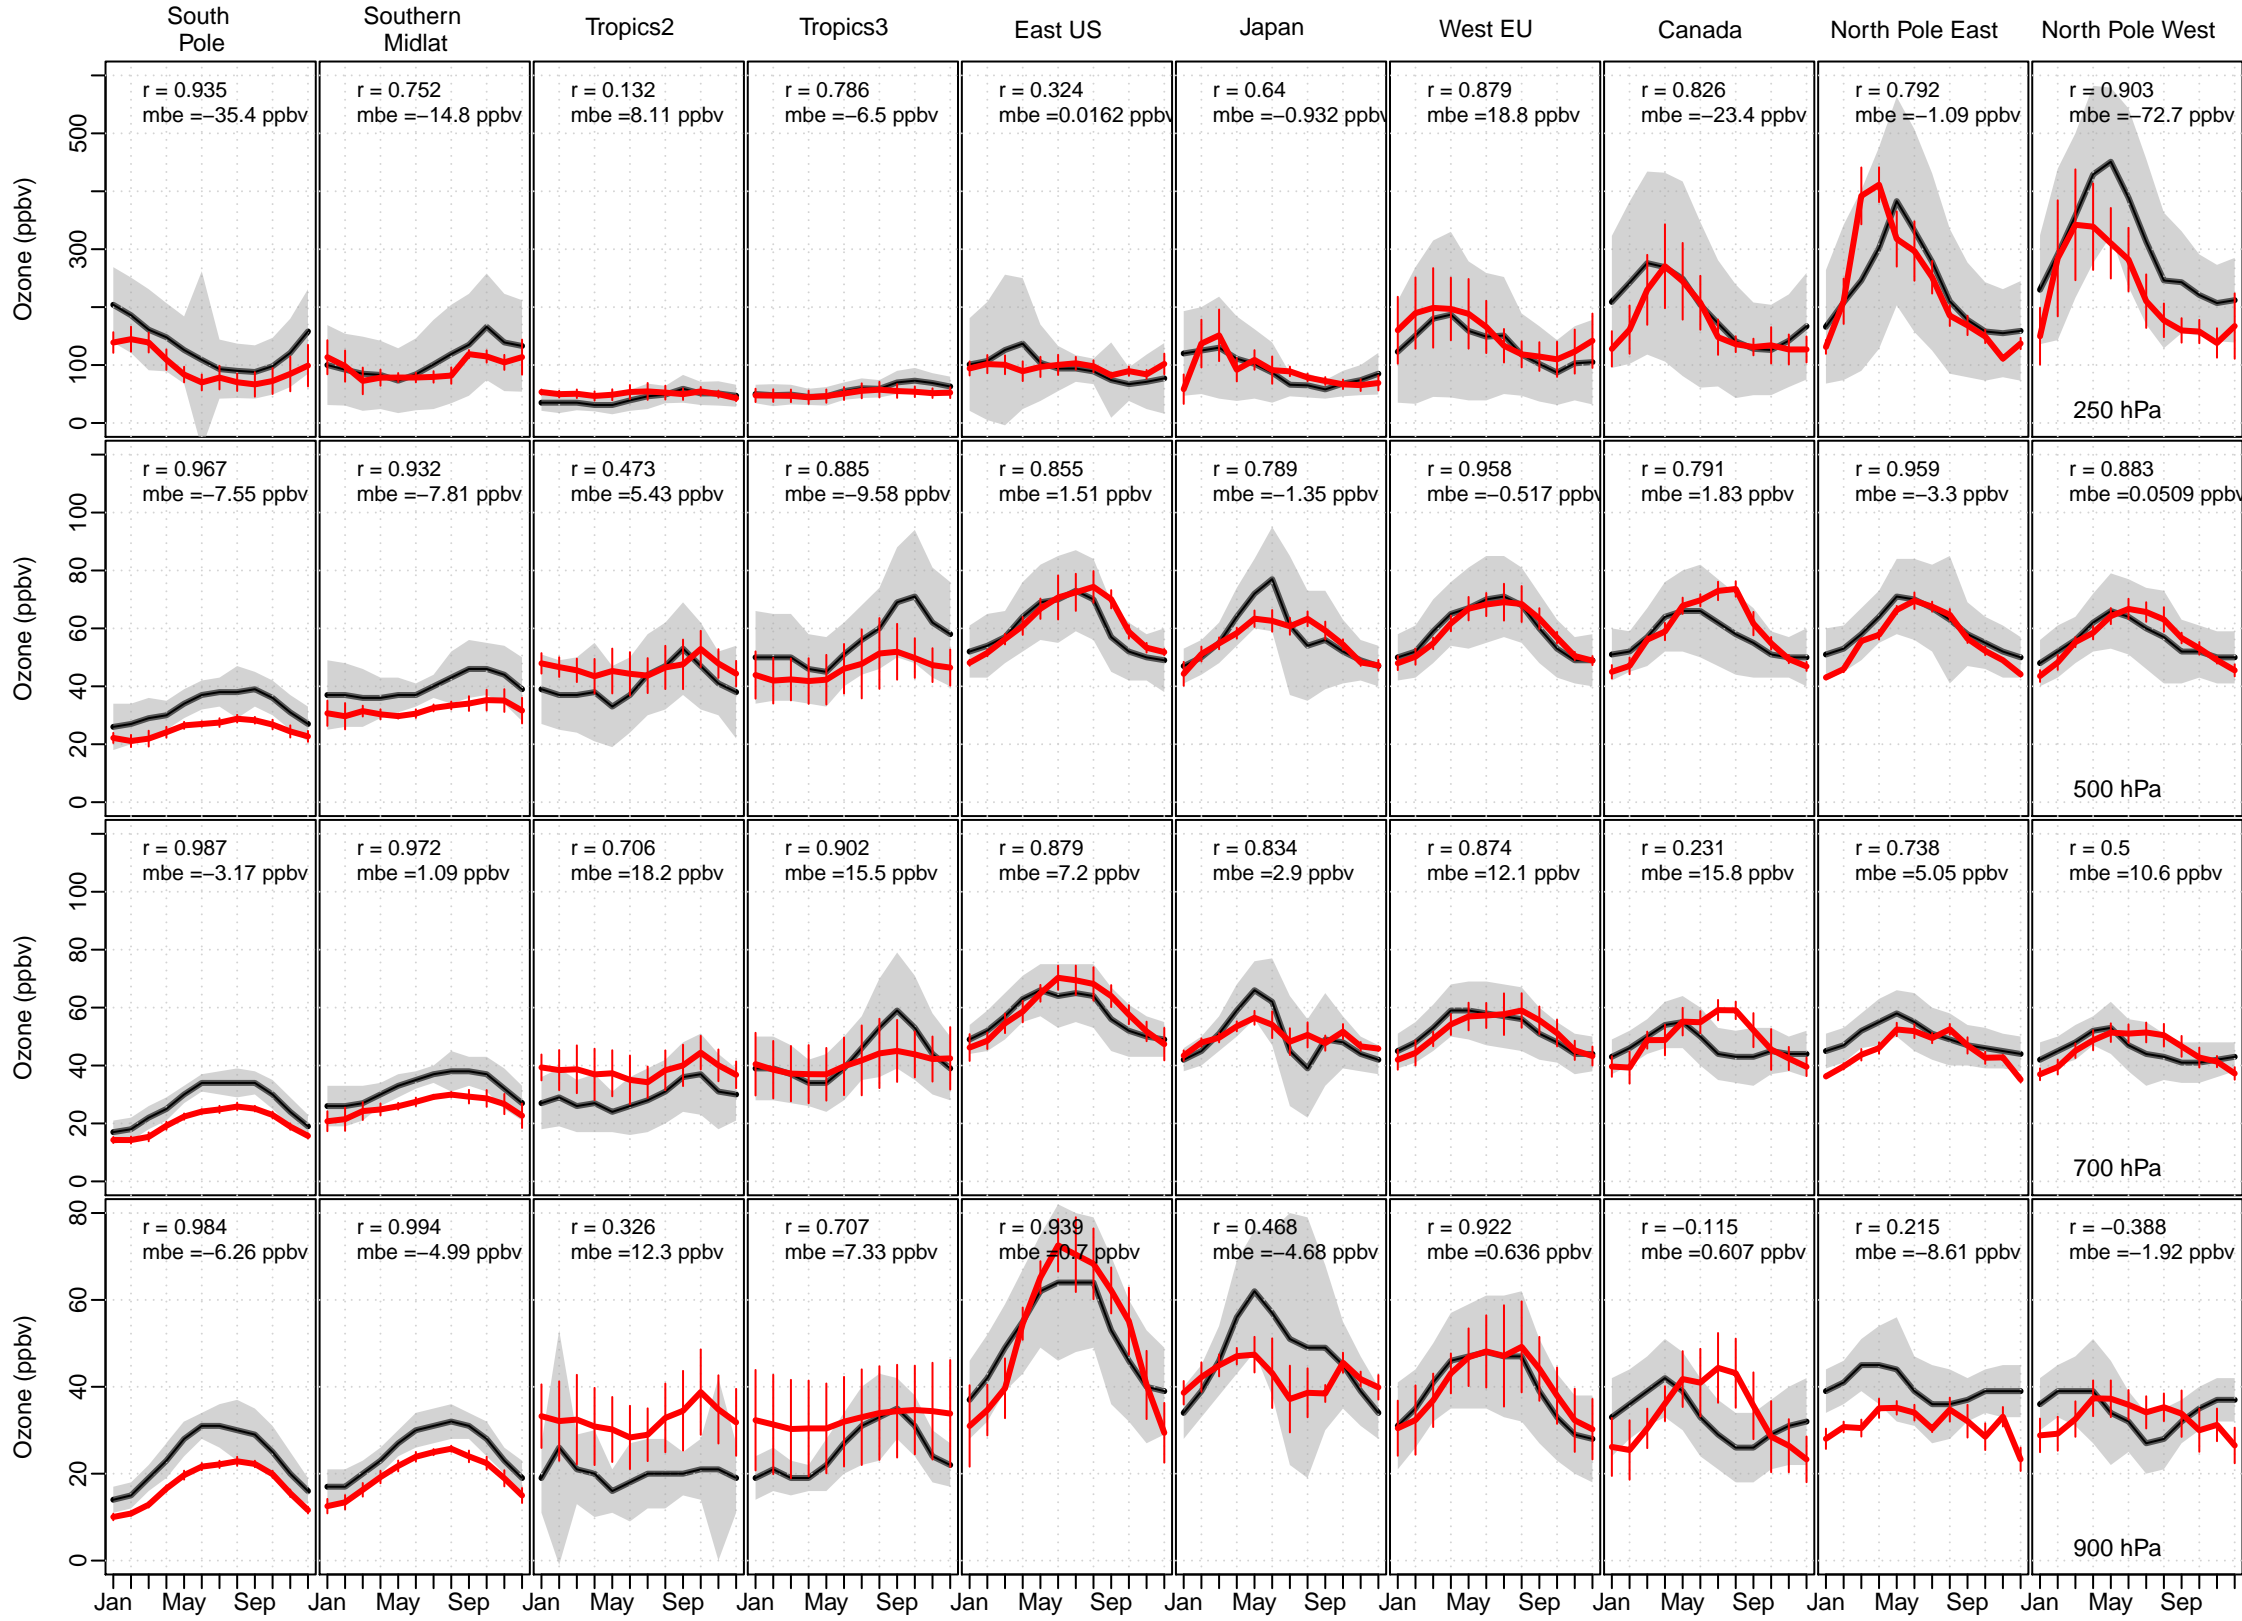 South Pole
Southern Midlat
Tropics2
Tropics3
East US
Japan
West EU
Canada
North Pole East
North Pole West
Ozone (ppbv)
500
300
100
0
r = 0.935
mbe =−35.4 ppbv
r = 0.752
mbe =−14.8 ppbv
r = 0.132
mbe =8.11 ppbv
r = 0.786
mbe =−6.5 ppbv
r = 0.324
mbe =0.0162 ppbv
r = 0.64
mbe =−0.932 ppbv
r = 0.879
mbe =18.8 ppbv
r = 0.826
mbe =−23.4 ppbv
r = 0.792
mbe =−1.09 ppbv
r = 0.903
mbe =−72.7 ppbv
250 hPa
Ozone (ppbv)
100
80
60
40
20
0
r = 0.967
mbe =−7.55 ppbv
r = 0.932
mbe =−7.81 ppbv
r = 0.473
mbe =5.43 ppbv
r = 0.885
mbe =−9.58 ppbv
r = 0.855
mbe =1.51 ppbv
r = 0.789
mbe =−1.35 ppbv
r = 0.958
mbe =−0.517 ppbv
r = 0.791
mbe =1.83 ppbv
r = 0.959
mbe =−3.3 ppbv
r = 0.883
mbe =0.0509 ppbv
500 hPa
Ozone (ppbv)
100
80
60
40
20
0
r = 0.987
mbe =−3.17 ppbv
r = 0.972
mbe =1.09 ppbv
r = 0.706
mbe =18.2 ppbv
r = 0.902
mbe =15.5 ppbv
r = 0.879
mbe =7.2 ppbv
r = 0.834
mbe =2.9 ppbv
r = 0.874
mbe =12.1 ppbv
r = 0.231
mbe =15.8 ppbv
r = 0.738
mbe =5.05 ppbv
r = 0.5
mbe =10.6 ppbv
700 hPa
Ozone (ppbv)
80
60
40
20
0
r = 0.984
mbe =−6.26 ppbv
r = 0.994
mbe =−4.99 ppbv
r = 0.326
mbe =12.3 ppbv
r = 0.707
mbe =7.33 ppbv
r = 0.939
mbe =0.7 ppbv
r = 0.468
mbe =−4.68 ppbv
r = 0.922
mbe =0.636 ppbv
r = −0.115
mbe =0.607 ppbv
r = 0.215
mbe =−8.61 ppbv
r = −0.388
mbe =−1.92 ppbv
900 hPa
Jan May Sep Jan May Sep Jan May Sep Jan May Sep Jan May Sep Jan May Sep Jan May Sep Jan May Sep Jan May Sep Jan May Sep